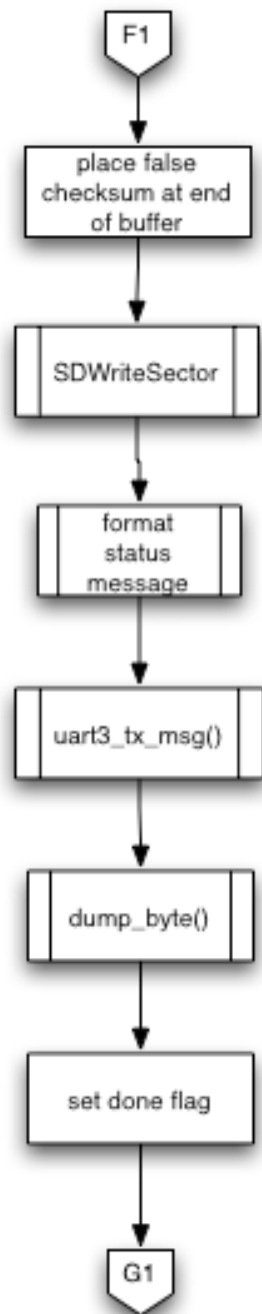 F1
place false
checksum at end
of buffer
SDWriteSector
format
status
message
uart3_tx_msg()
dump_byte()
set done flag
G1